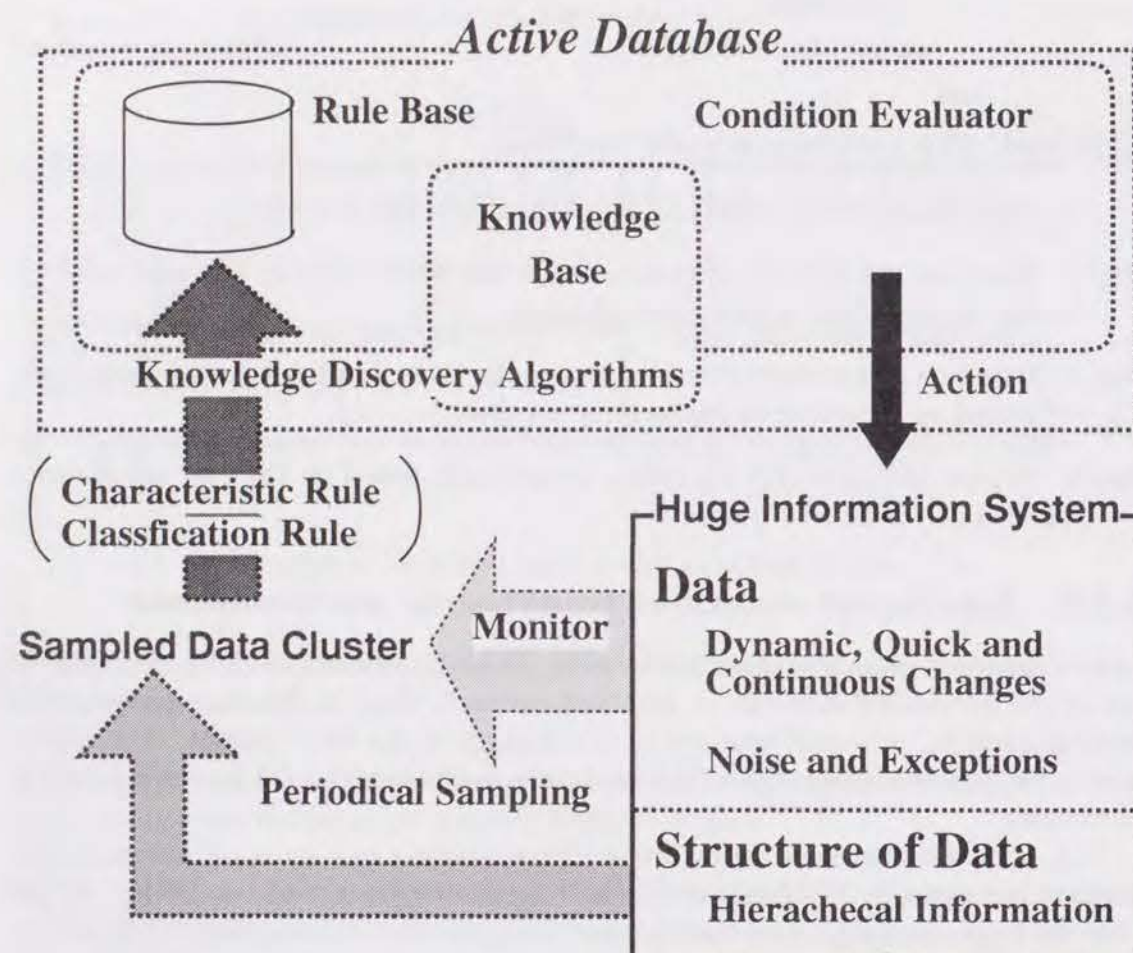 Active Database
Rule Base
Condition Evaluator
Knowledge
Base
Knowledge Discovery Algorithms
Action
Characteristic Rule
Classfication Rule
Huge Information System
Data
Monitor
Sampled Data Cluster
Dynamic, Quick and
Continuous Changes
Noise and Exceptions
Periodical Sampling
Structure of Data
Hierachecal Information